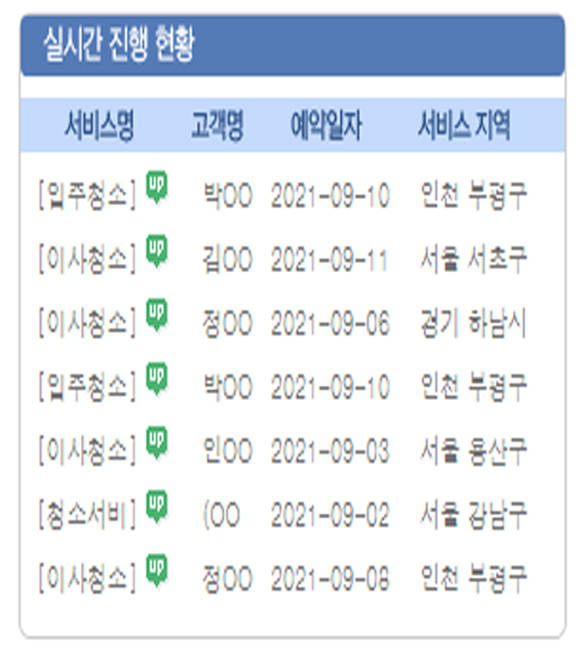 실시간 진행 현황
서비스명 고객명 예약일자 서비스 지역
[입주청소] up 박OO 2021-09-10 인천 부평구
[이사청소] up 김OO 2021-09-11 서울 서초구
[이사청소] up 정OO 2021-09-06 경기 하남시
[입주청소] up 박OO 2021-09-10 인천 부평구
[이사청소] up 인OO 2021-09-03 서울 용산구
[청소서비] up (OO 2021-09-02 서울 강남구
[이사청소] up 정OO 2021-09-08 인천 부평구